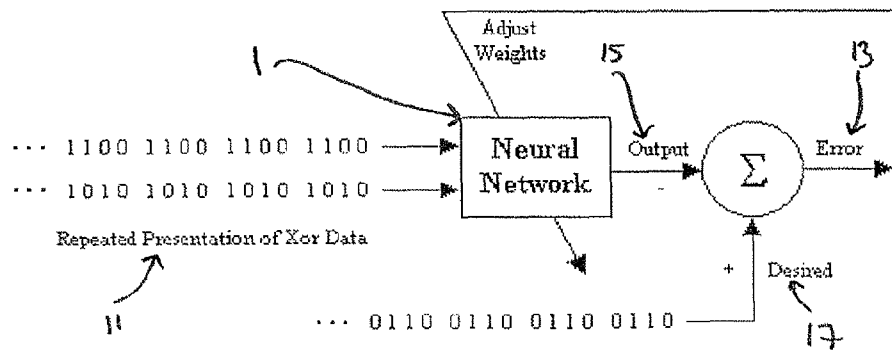 Adjust
Weights
1
15
13
··· 1100 1100 1100 1100
Neural
Network
Output
Σ
Error
··· 1010 1010 1010 1010
-
Repeated Presentation of Xor Data
+
Desired
11
··· 0110 0110 0110 0110
17